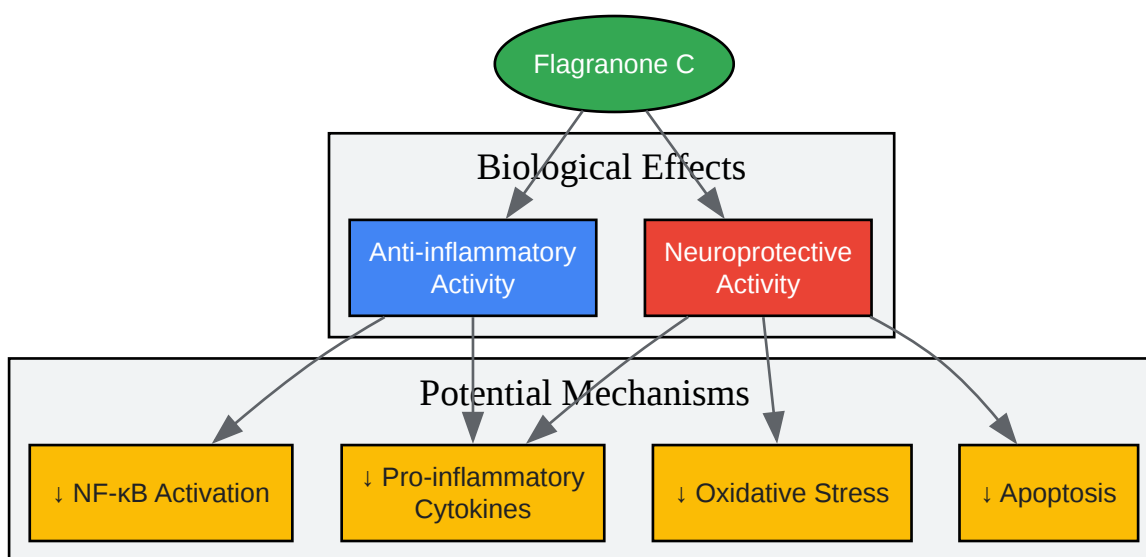 Flagranone C
Biological Effects
Anti-inflammatory
Activity
Neuroprotective
Activity
Potential Mechanisms
↓ NF-κB Activation
↓ Pro-inflammatory
Cytokines
↓ Oxidative Stress
↓ Apoptosis